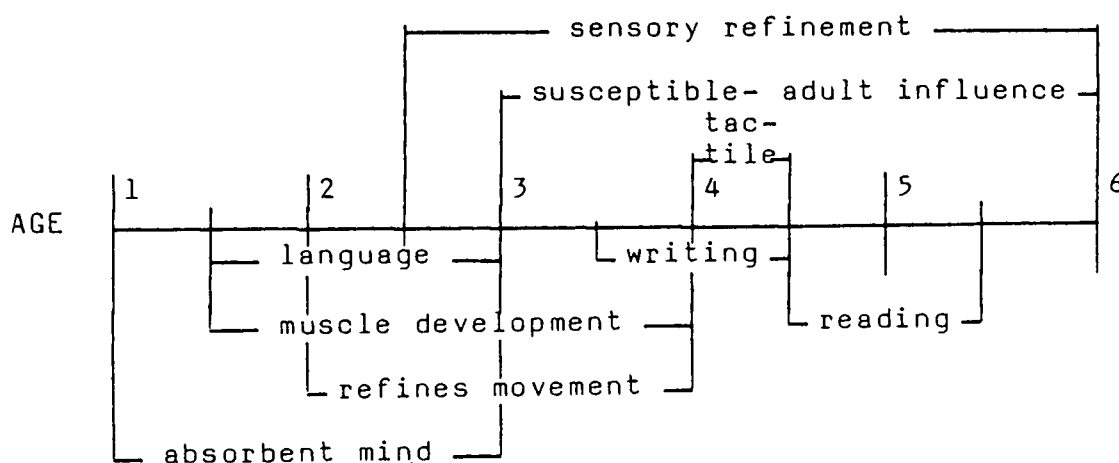 sensory refinement
susceptible- adult influence
tac-
tile
1 2 3 4 5 6
AGE
language writing
muscle development reading
refines movement
absorbent mind